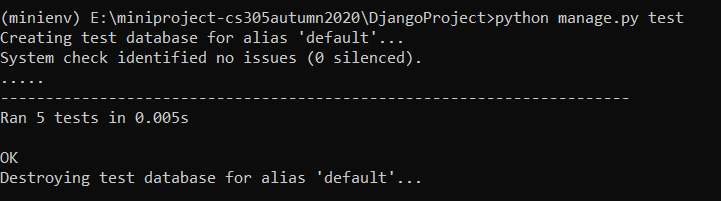 (minienv) E:\miniproject-cs305autumn2020\DjangoProject>python manage.py test
Creating test database for alias 'default'...
System check identified no issues (0 silenced).
.....
----------------------------------------------------------------------
Ran 5 tests in 0.005s

OK
Destroying test database for alias 'default'...